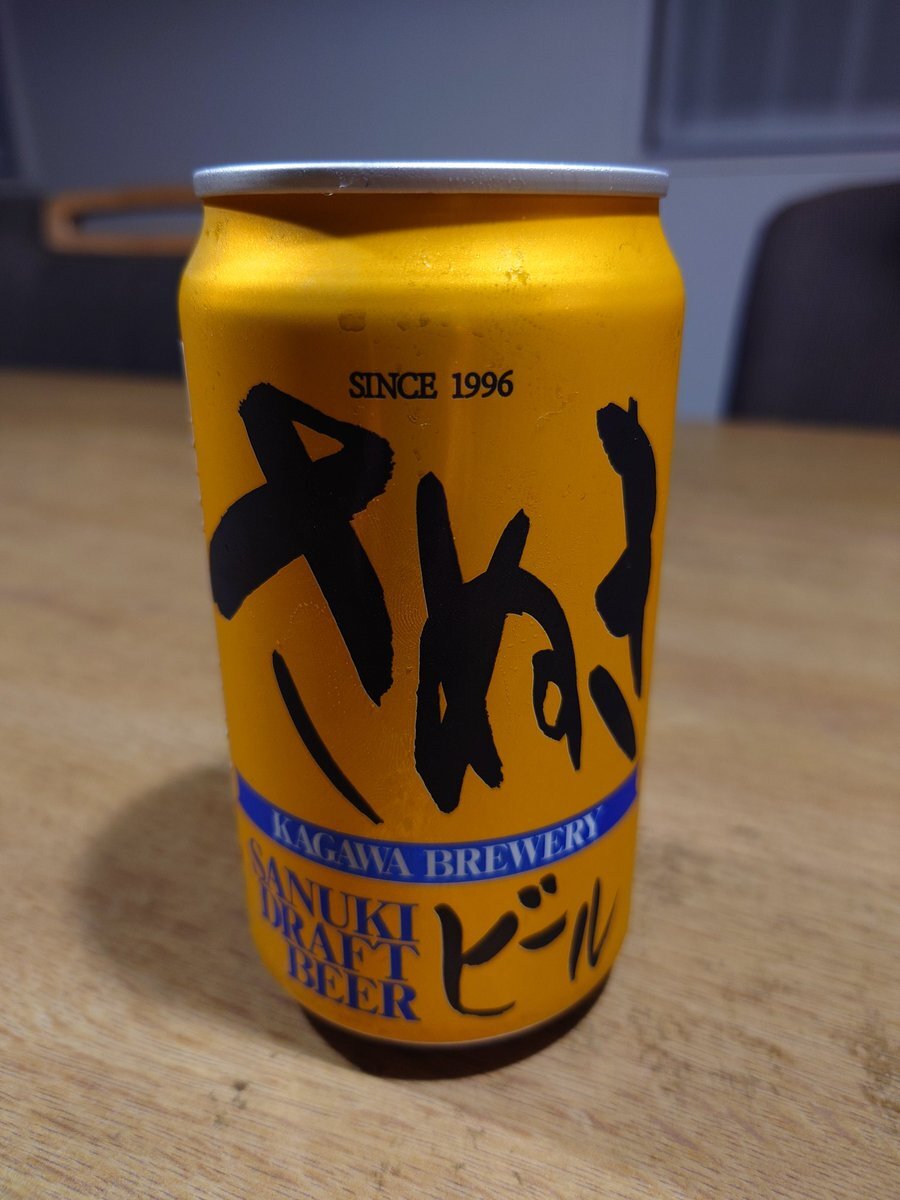 SINCE 1996
さぬき
KAGAWA BREWERY
SANUKI
DRAFT
BEER
ビール